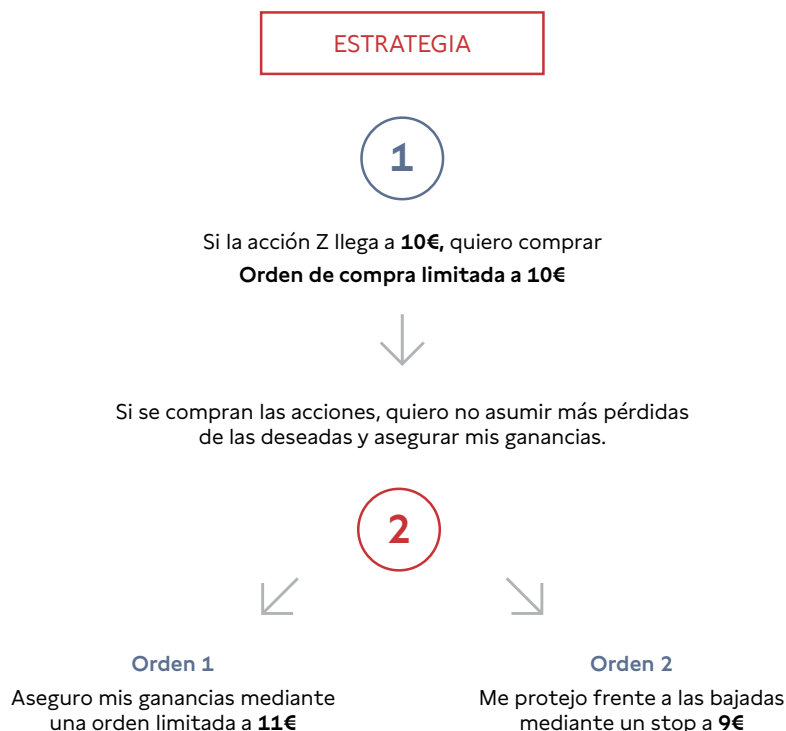 ESTRATEGIA
1
Si la acción Z llega a 10€, quiero comprar
Orden de compra limitada a 10€
Si se compran las acciones, quiero no asumir más pérdidas
de las deseadas y asegurar mis ganancias.
2
Orden 1
Aseguro mis ganancias mediante
una orden limitada a 11€
Orden 2
Me protejo frente a las bajadas
mediante un stop a 9€